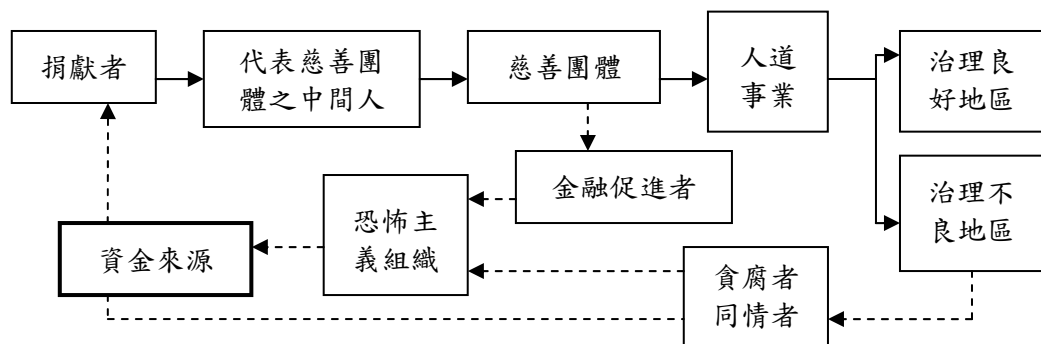 捐獻者
代表慈善團
體之中間人
慈善團體
人道
事業
治理良
好地區
金融促進者
治理不
良地區
恐怖主
義組織
資金來源
貪腐者
同情者